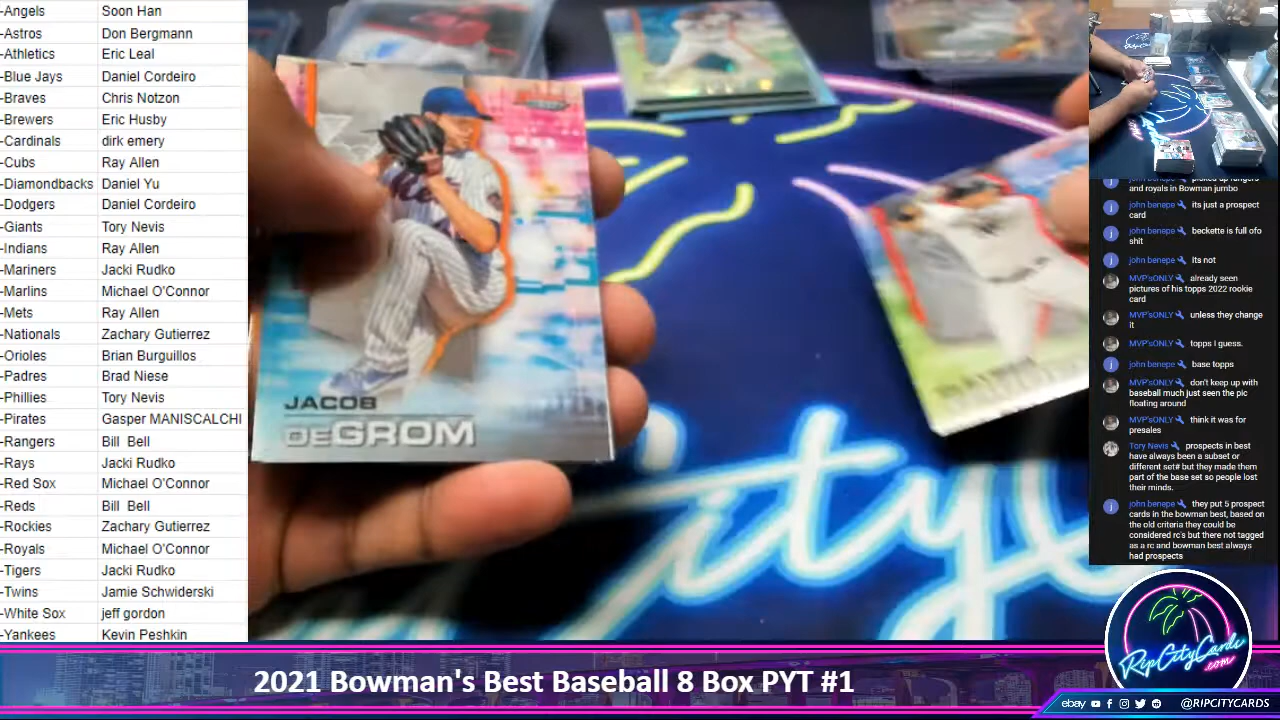 -Angels Soon Han
-Astros Don Bergmann
-Athletics Eric Leal
-Blue Jays Daniel Cordeiro
-Braves Chris Notzon
-Brewers Eric Husby
-Cardinals dirk emery
-Cubs Ray Allen
-Diamondbacks Daniel Yu
-Dodgers Daniel Cordeiro
-Giants Tory Nevis
-Indians Ray Allen
-Mariners Jacki Rudko
-Marlins Michael O'Connor
-Mets Ray Allen
-Nationals Zachary Gutierrez
-Orioles Brian Burguillos
-Padres Brad Niese
-Phillies Tory Nevis
-Pirates Gasper MANISCALCHI
-Rangers Bill  Bell
-Rays Jacki Rudko
-Red Sox Michael O'Connor
-Reds Bill  Bell
-Rockies Zachary Gutierrez
-Royals Michael O'Connor
-Tigers Jacki Rudko
-Twins Jamie Schwiderski
-White Sox jeff gordon
-Yankees Kevin Peshkin
JACOB
DEGROM
ityC
john benepe picked up rangers
and royals in Bowman jumbo
john benepe its just a prospect
card
john benepe beckette is full ofo
shit
john benepe Its not
MVP'sONLY already seen
pictures of his topps 2022 rookie
card
MVP'sONLY unless they change
it
MVP'sONLY topps I guess.
john benepe base topps
MVP'sONLY don't keep up with
baseball much just seen the pic
floating around
MVP'sONLY think it was for
presales
Tory Nevis prospects in best
have always been a subset or
different set# but they made them
part of the base set so people lost
their minds.
john benepe they put 5 prospect
cards in the bowman best, based on
the old criteria they could be
considered rc's but there not tagged
as a rc and bowman best always
had prospects
RipCityCards
.com
2021 Bowman's Best Baseball 8 Box PYT #1
ebay @RIPCITYCARDS